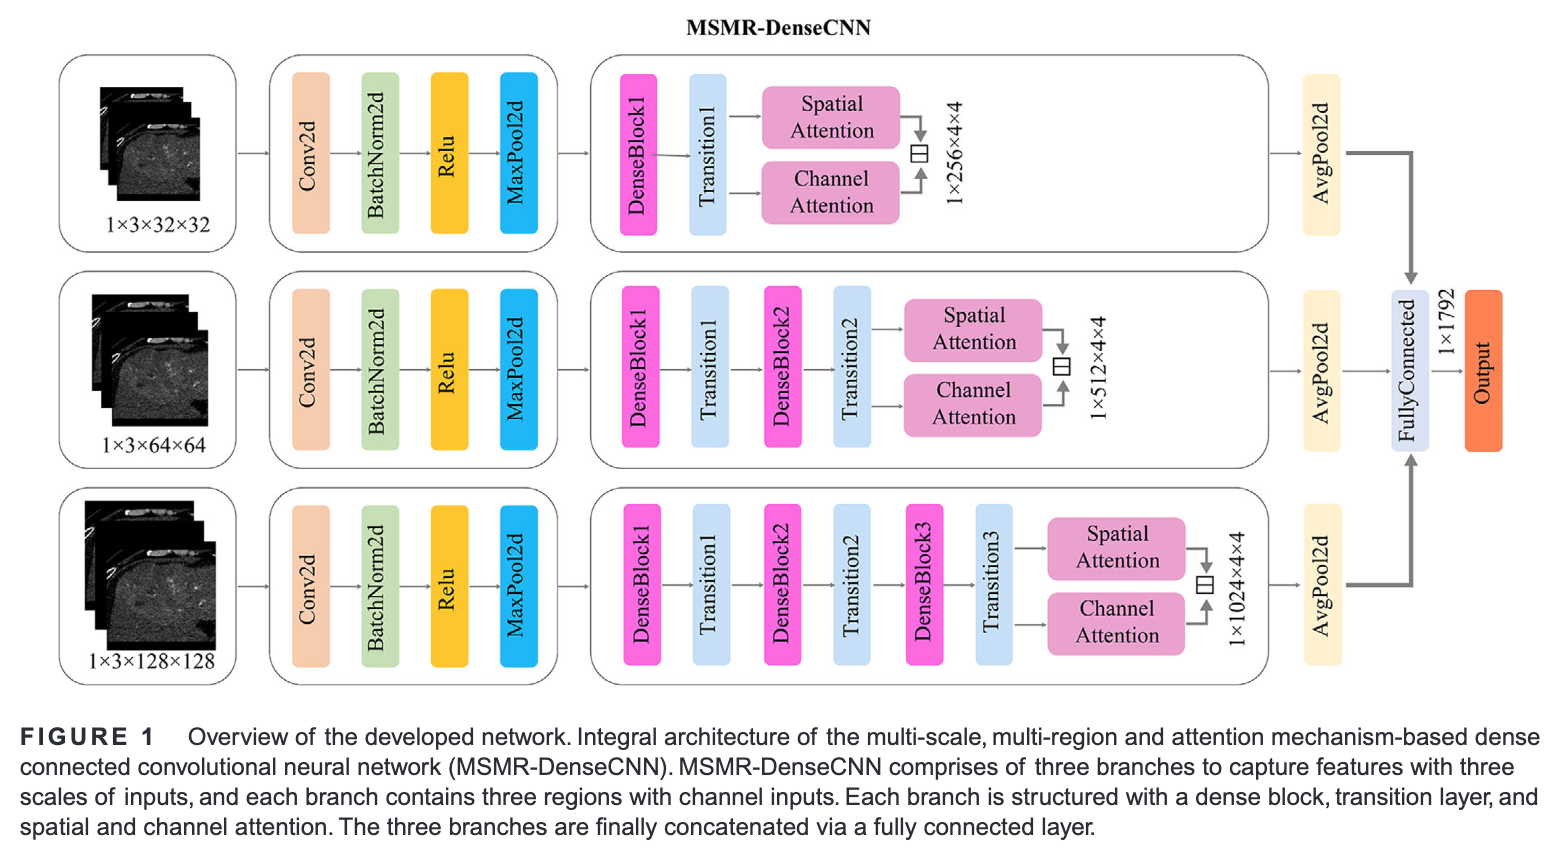 MSMR-DenseCNN
1×3×32×32
Conv2d
BatchNorm2d
Relu
MaxPool2d
DenseBlock1
Transition1
Spatial
Attention
Channel
Attention
1×256×4×4
AvgPool2d
1×3×64×64
Conv2d
BatchNorm2d
Relu
MaxPool2d
DenseBlock1
Transition1
DenseBlock2
Transition2
Spatial
Attention
Channel
Attention
1×512×4×4
AvgPool2d
FullyConnected
1×1792
Output
1×3×128×128
Conv2d
BatchNorm2d
Relu
MaxPool2d
DenseBlock1
Transition1
DenseBlock2
Transition2
DenseBlock3
Transition3
Spatial
Attention
Channel
Attention
1×1024×4×4
AvgPool2d
FIGURE 1 Overview of the developed network. Integral architecture of the multi-scale, multi-region and attention mechanism-based dense
connected convolutional neural network (MSMR-DenseCNN). MSMR-DenseCNN comprises of three branches to capture features with three
scales of inputs, and each branch contains three regions with channel inputs. Each branch is structured with a dense block, transition layer, and
spatial and channel attention. The three branches are finally concatenated via a fully connected layer.